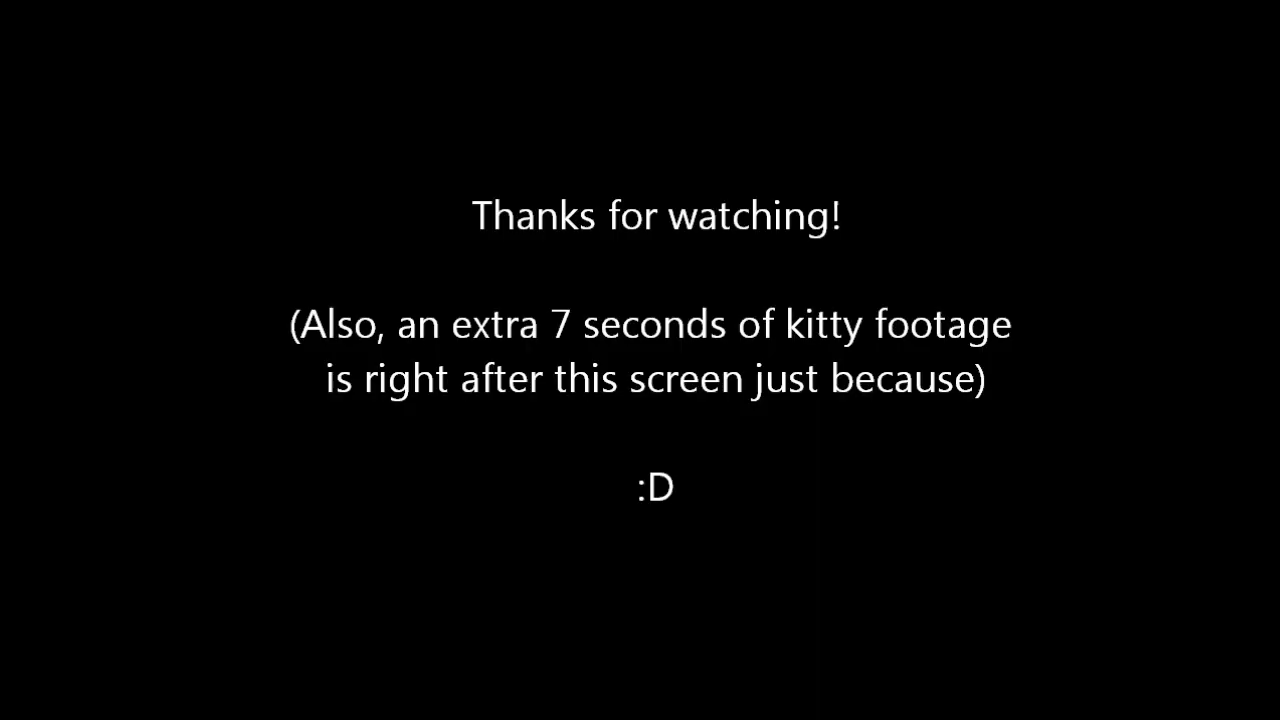 Thanks for watching!
(Also, an extra 7 seconds of kitty footage
is right after this screen just because)
:D